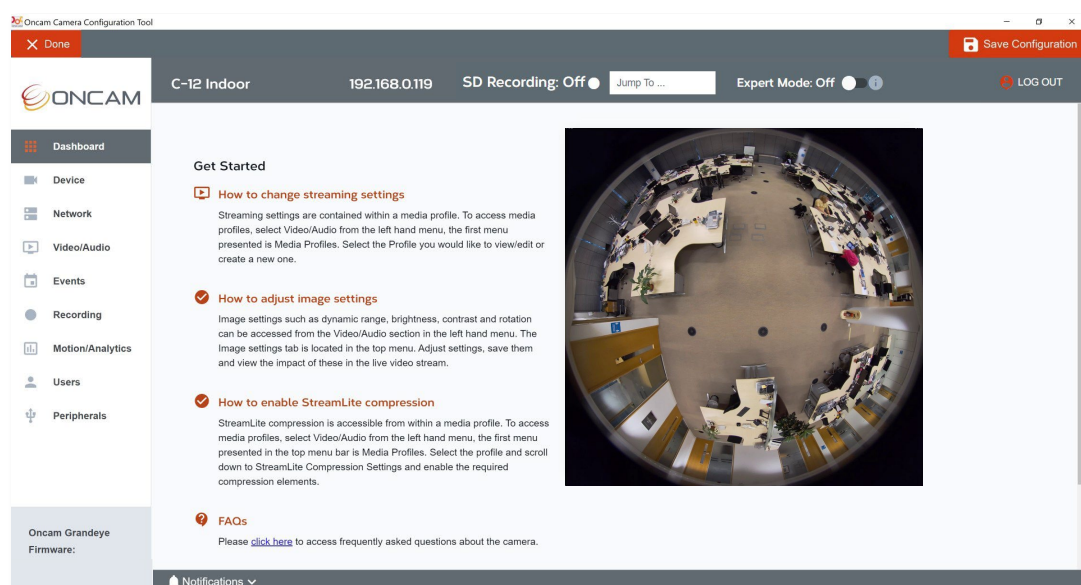 Oncam Camera Configuration Tool
Done
Save Configuration
ONCAM
C-12 Indoor
192.168.0.119
SD Recording: Off
Jump To ...
Expert Mode: Off
LOG OUT
Dashboard
Device
Network
Video/Audio
Events
Recording
Motion/Analytics
Users
Peripherals
Oncam Grandeye
Firmware:
Get Started
How to change streaming settings
Streaming settings are contained within a media profile. To access media
profiles, select Video/Audio from the left hand menu, the first menu
presented is Media Profiles. Select the Profile you would like to view/edit or
create a new one.
How to adjust image settings
Image settings such as dynamic range, brightness, contrast and rotation
can be accessed from the Video/Audio section in the left hand menu. The
Image settings tab is located in the top menu. Adjust settings, save them
and view the impact of these in the live video stream.
How to enable StreamLite compression
StreamLite compression is accessible from within a media profile. To access
media profiles, select Video/Audio from the left hand menu, the first menu
presented in the top menu bar is Media Profiles. Select the profile and scroll
down to StreamLite Compression Settings and enable the required
compression elements.
FAQs
Please click here to access frequently asked questions about the camera.
Notifications